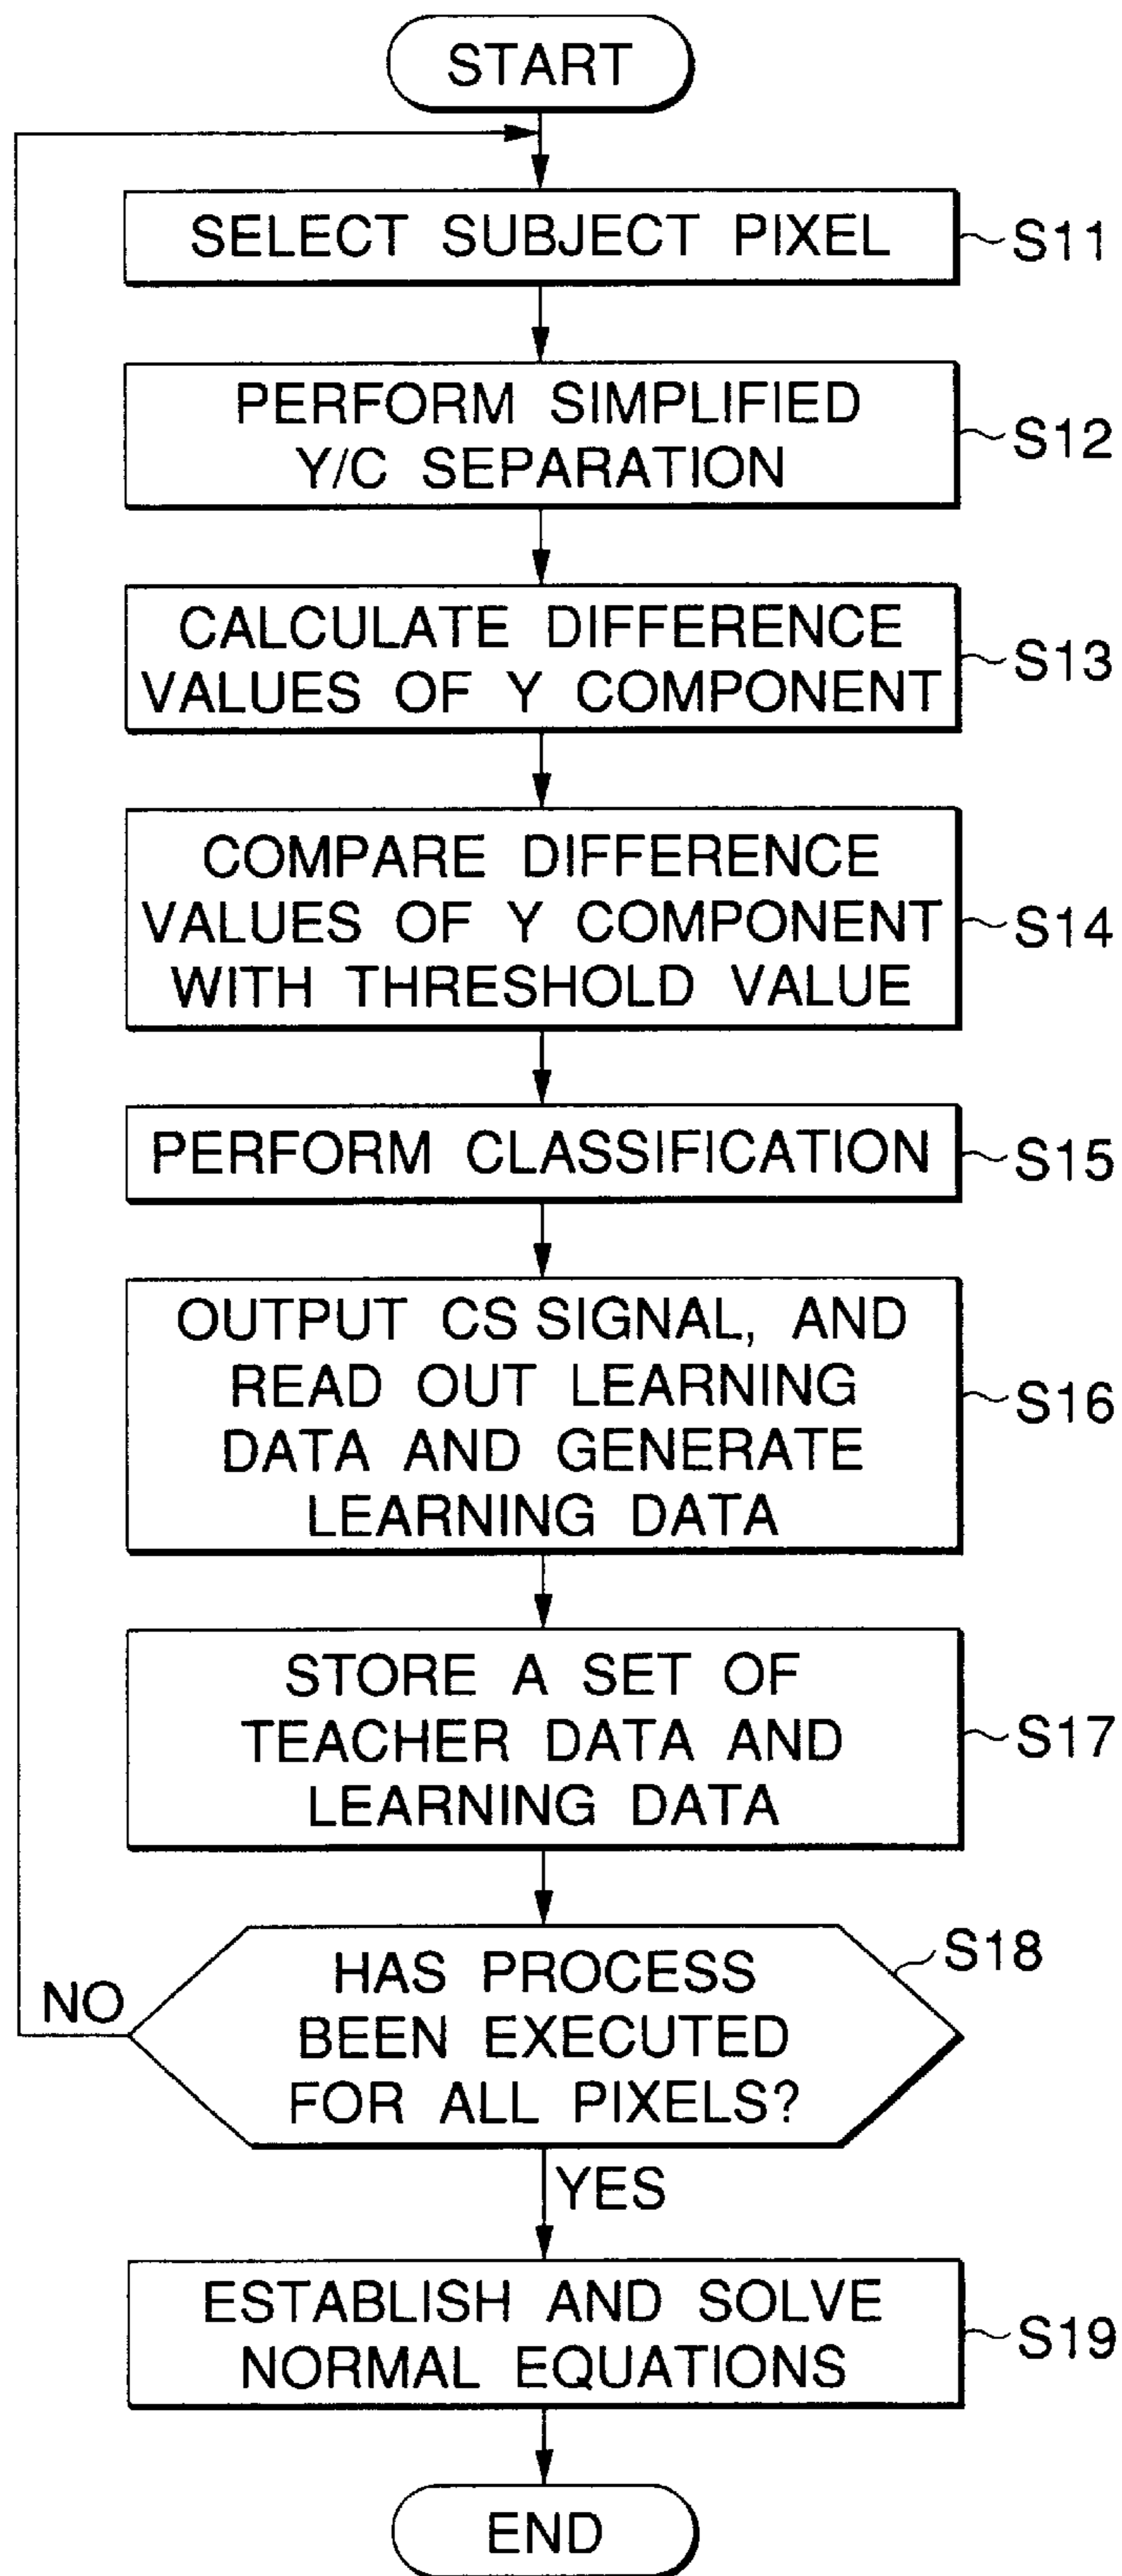 START
SELECT SUBJECT PIXEL
S11
PERFORM SIMPLIFIED
Y/C SEPARATION
S12
CALCULATE DIFFERENCE
VALUES OF Y COMPONENT
S13
COMPARE DIFFERENCE
VALUES OF Y COMPONENT
WITH THRESHOLD VALUE
S14
PERFORM CLASSIFICATION
S15
OUTPUT CS SIGNAL, AND
READ OUT LEARNING
DATA AND GENERATE
LEARNING DATA
S16
STORE A SET OF
TEACHER DATA AND
LEARNING DATA
S17
HAS PROCESS
BEEN EXECUTED
FOR ALL PIXELS?
S18
NO
YES
ESTABLISH AND SOLVE
NORMAL EQUATIONS
S19
END